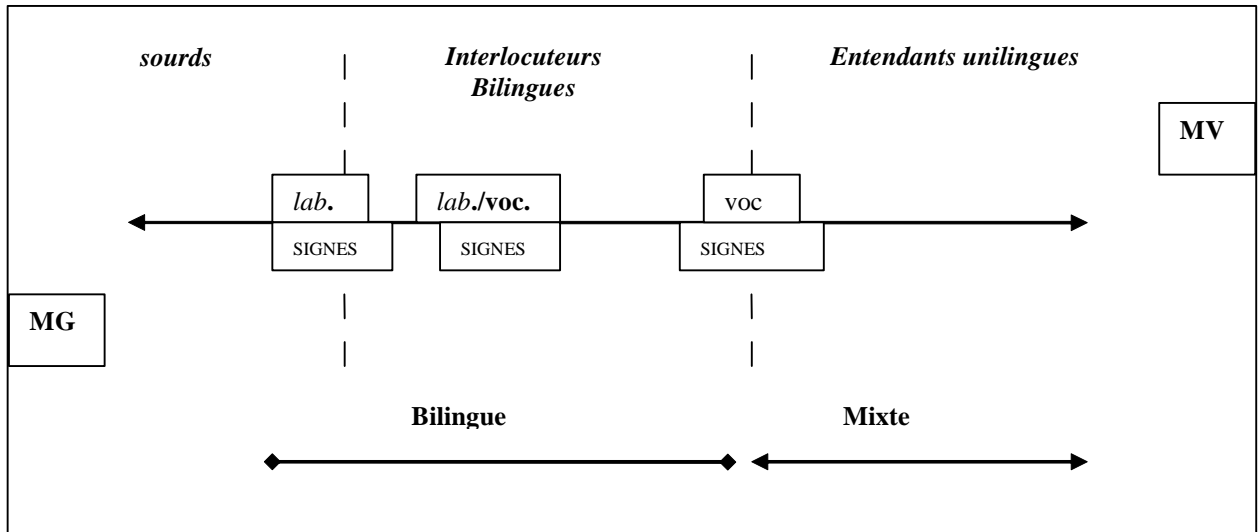 sourds
Interlocuteurs
Bilingues
Entendants unilingues
MV
lab.
lab./voc.
voc
SIGNES
SIGNES
SIGNES
MG
Bilingue
Mixte